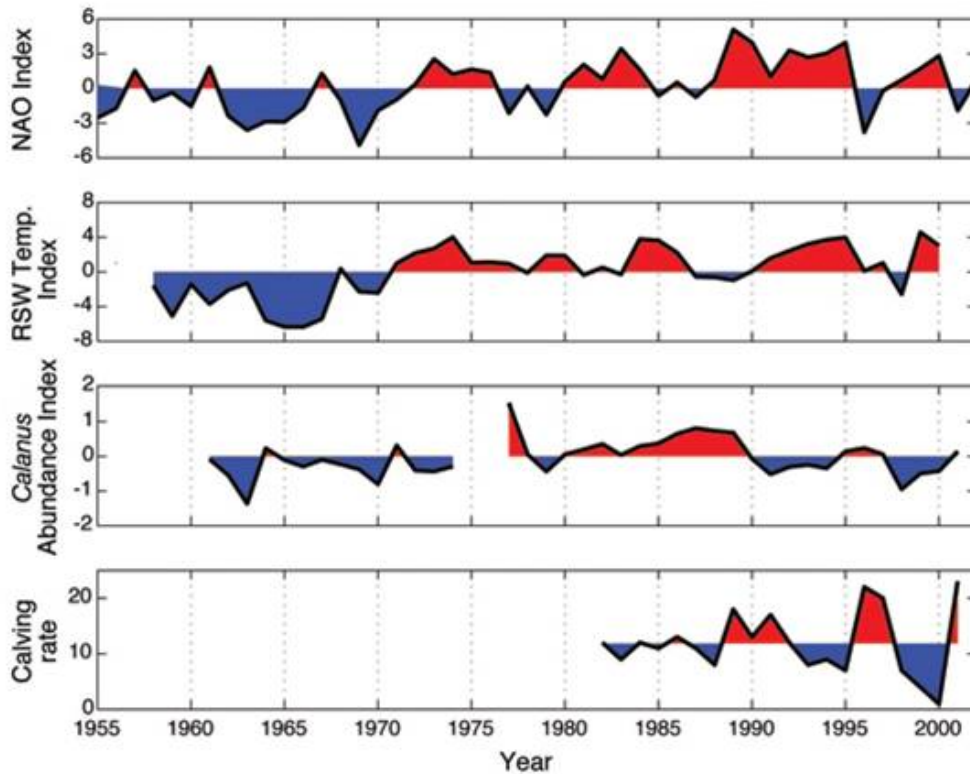 NAO Index
6
3
0
-3
-6
RSW Temp.
Index
8
4
0
-4
-8
Calanus
Abundance Index
2
1
0
-1
-2
Calving
rate
20
10
0
1955 1960 1965 1970 1975 1980 1985 1990 1995 2000
Year